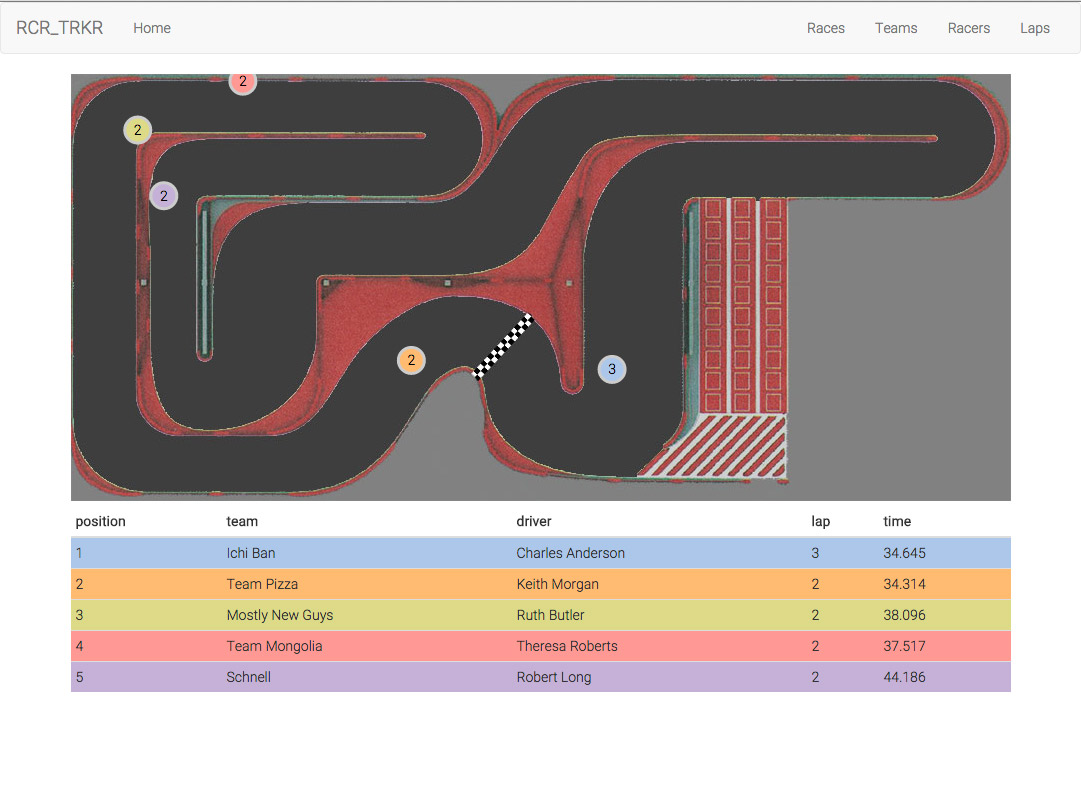 RCR_TRKR Home Races Teams Racers Laps
2
2
2
2
3
position team driver lap time
1 Ichi Ban Charles Anderson 3 34.645
2 Team Pizza Keith Morgan 2 34.314
3 Mostly New Guys Ruth Butler 2 38.096
4 Team Mongolia Theresa Roberts 2 37.517
5 Schnell Robert Long 2 44.186